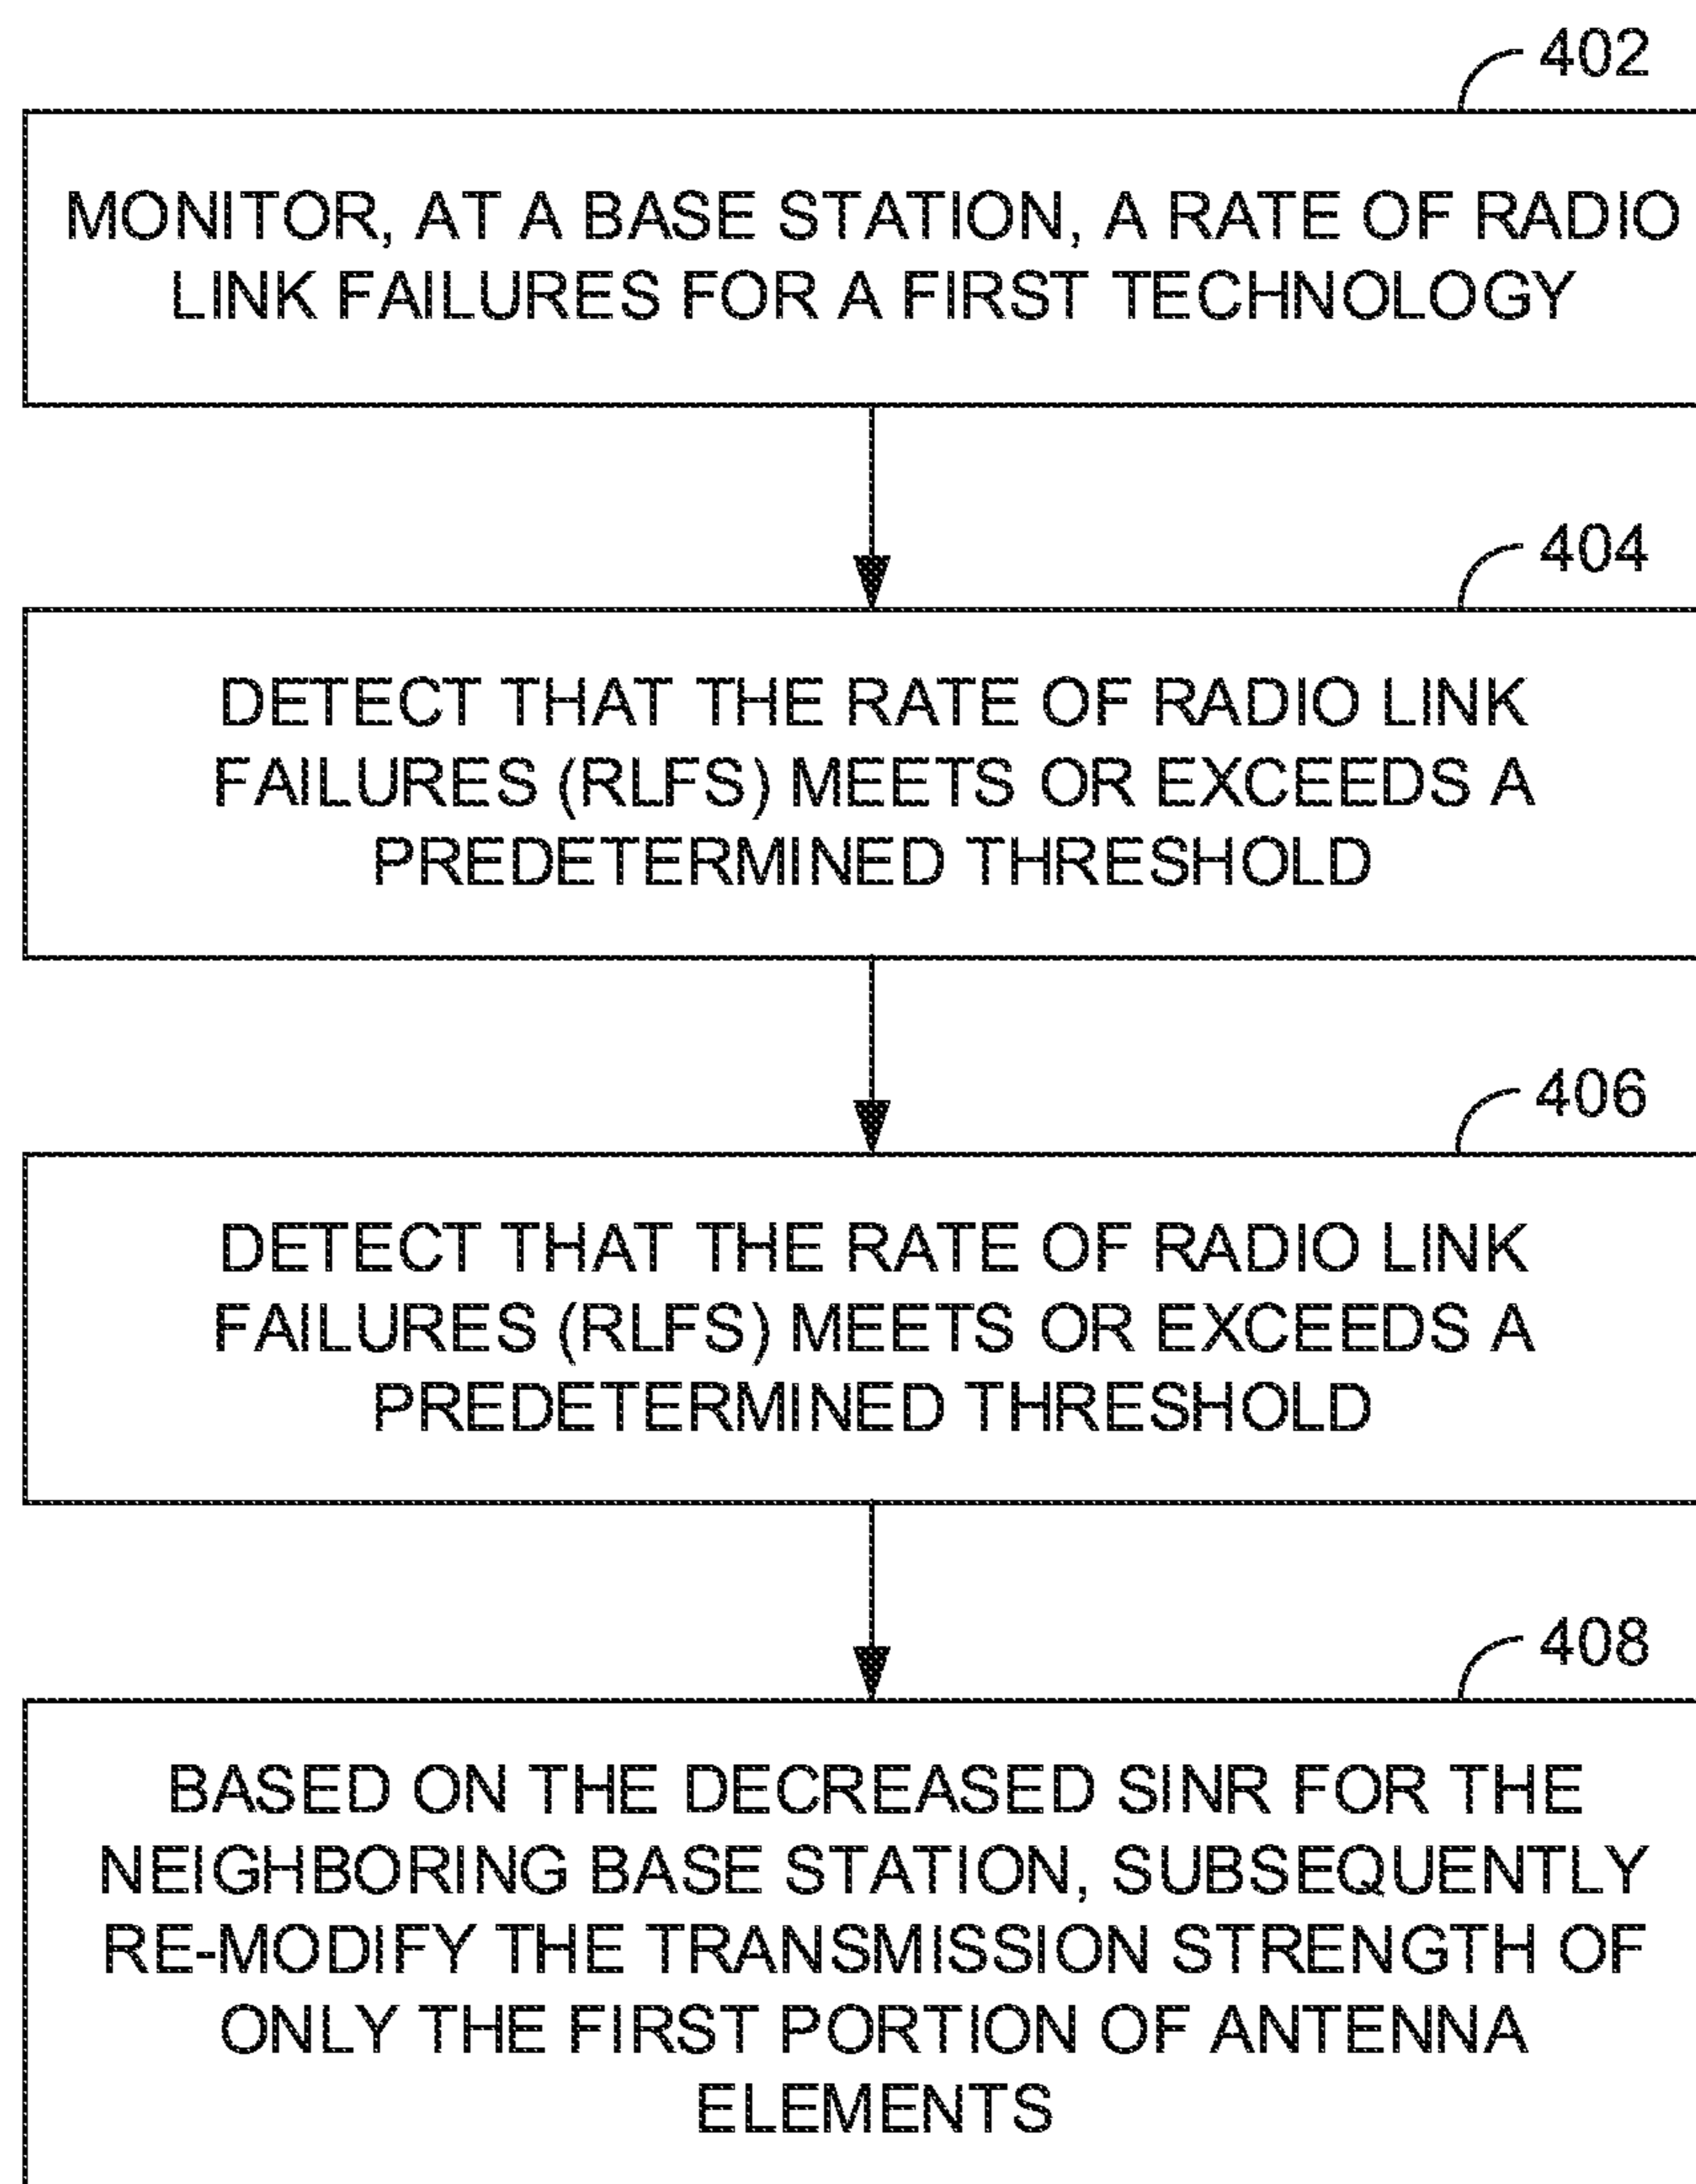 402
MONITOR, AT A BASE STATION, A RATE OF RADIO
LINK FAILURES FOR A FIRST TECHNOLOGY
404
DETECT THAT THE RATE OF RADIO LINK
FAILURES (RLFS) MEETS OR EXCEEDS A
PREDETERMINED THRESHOLD
406
DETECT THAT THE RATE OF RADIO LINK
FAILURES (RLFS) MEETS OR EXCEEDS A
PREDETERMINED THRESHOLD
408
BASED ON THE DECREASED SINR FOR THE
NEIGHBORING BASE STATION, SUBSEQUENTLY
RE-MODIFY THE TRANSMISSION STRENGTH OF
ONLY THE FIRST PORTION OF ANTENNA
ELEMENTS